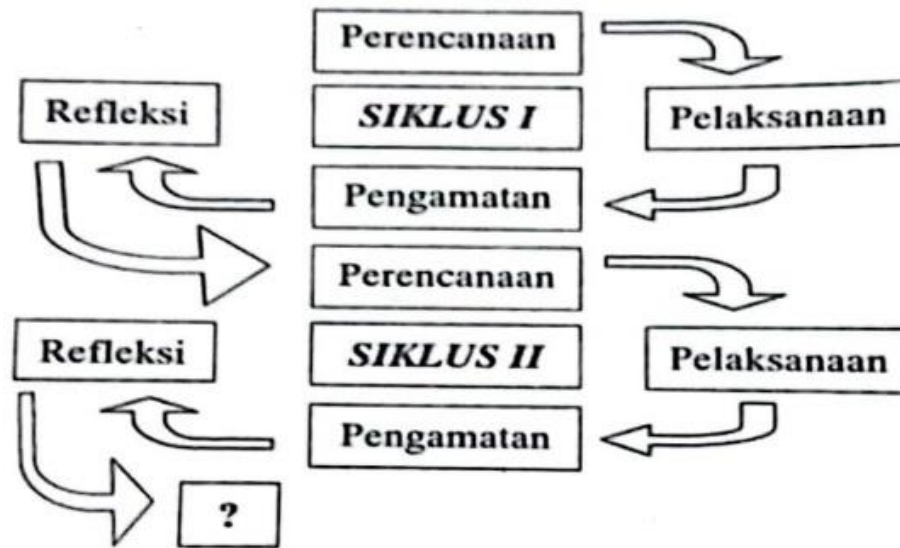 Perencanaan
Refleksi
SIKLUS I
Pelaksanaan
Pengamatan
Perencanaan
Refleksi
SIKLUS II
Pelaksanaan
Pengamatan
?